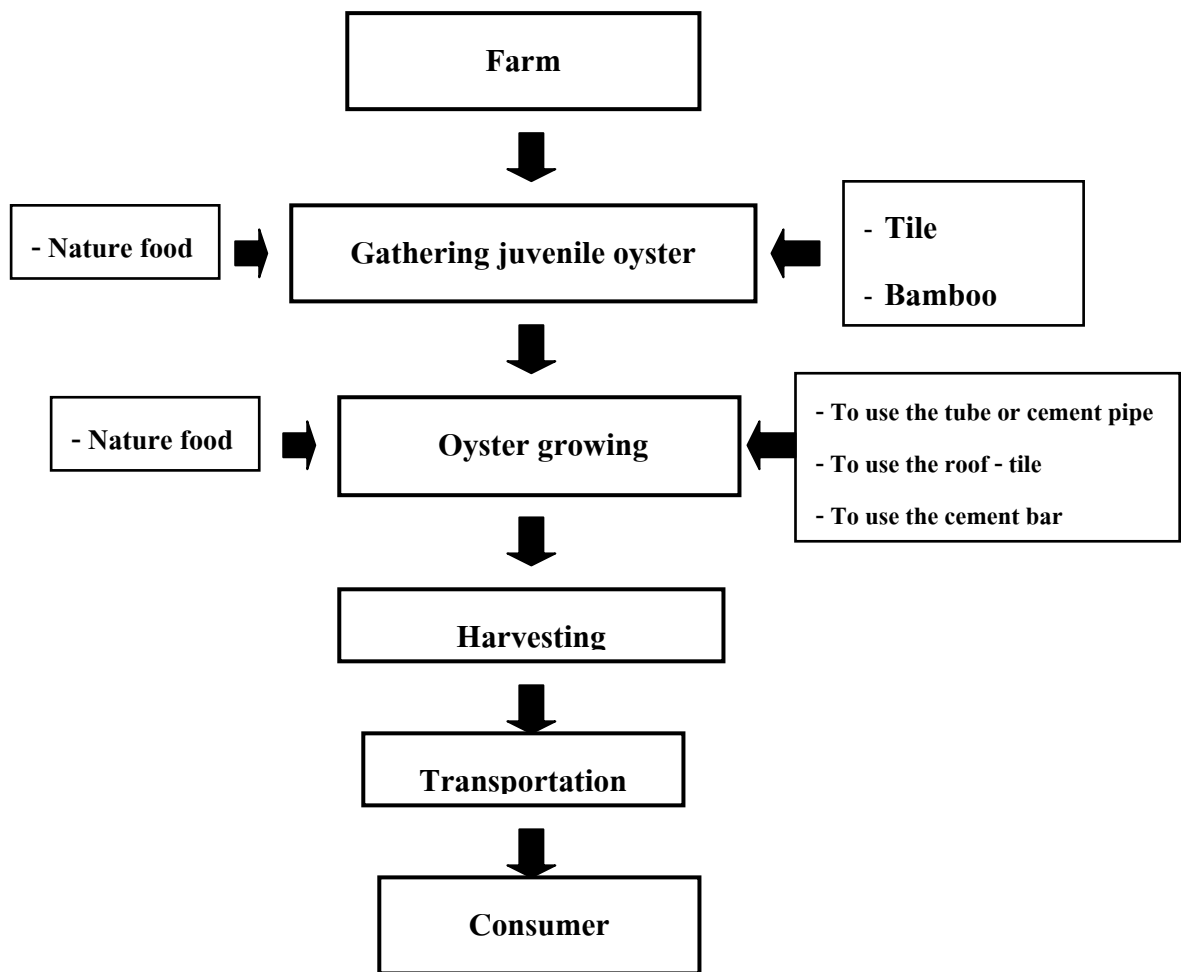 Farm
- Nature food
Gathering juvenile oyster
- Tile
- Bamboo
- Nature food
Oyster growing
- To use the tube or cement pipe
- To use the roof - tile
- To use the cement bar
Harvesting
Transportation
Consumer